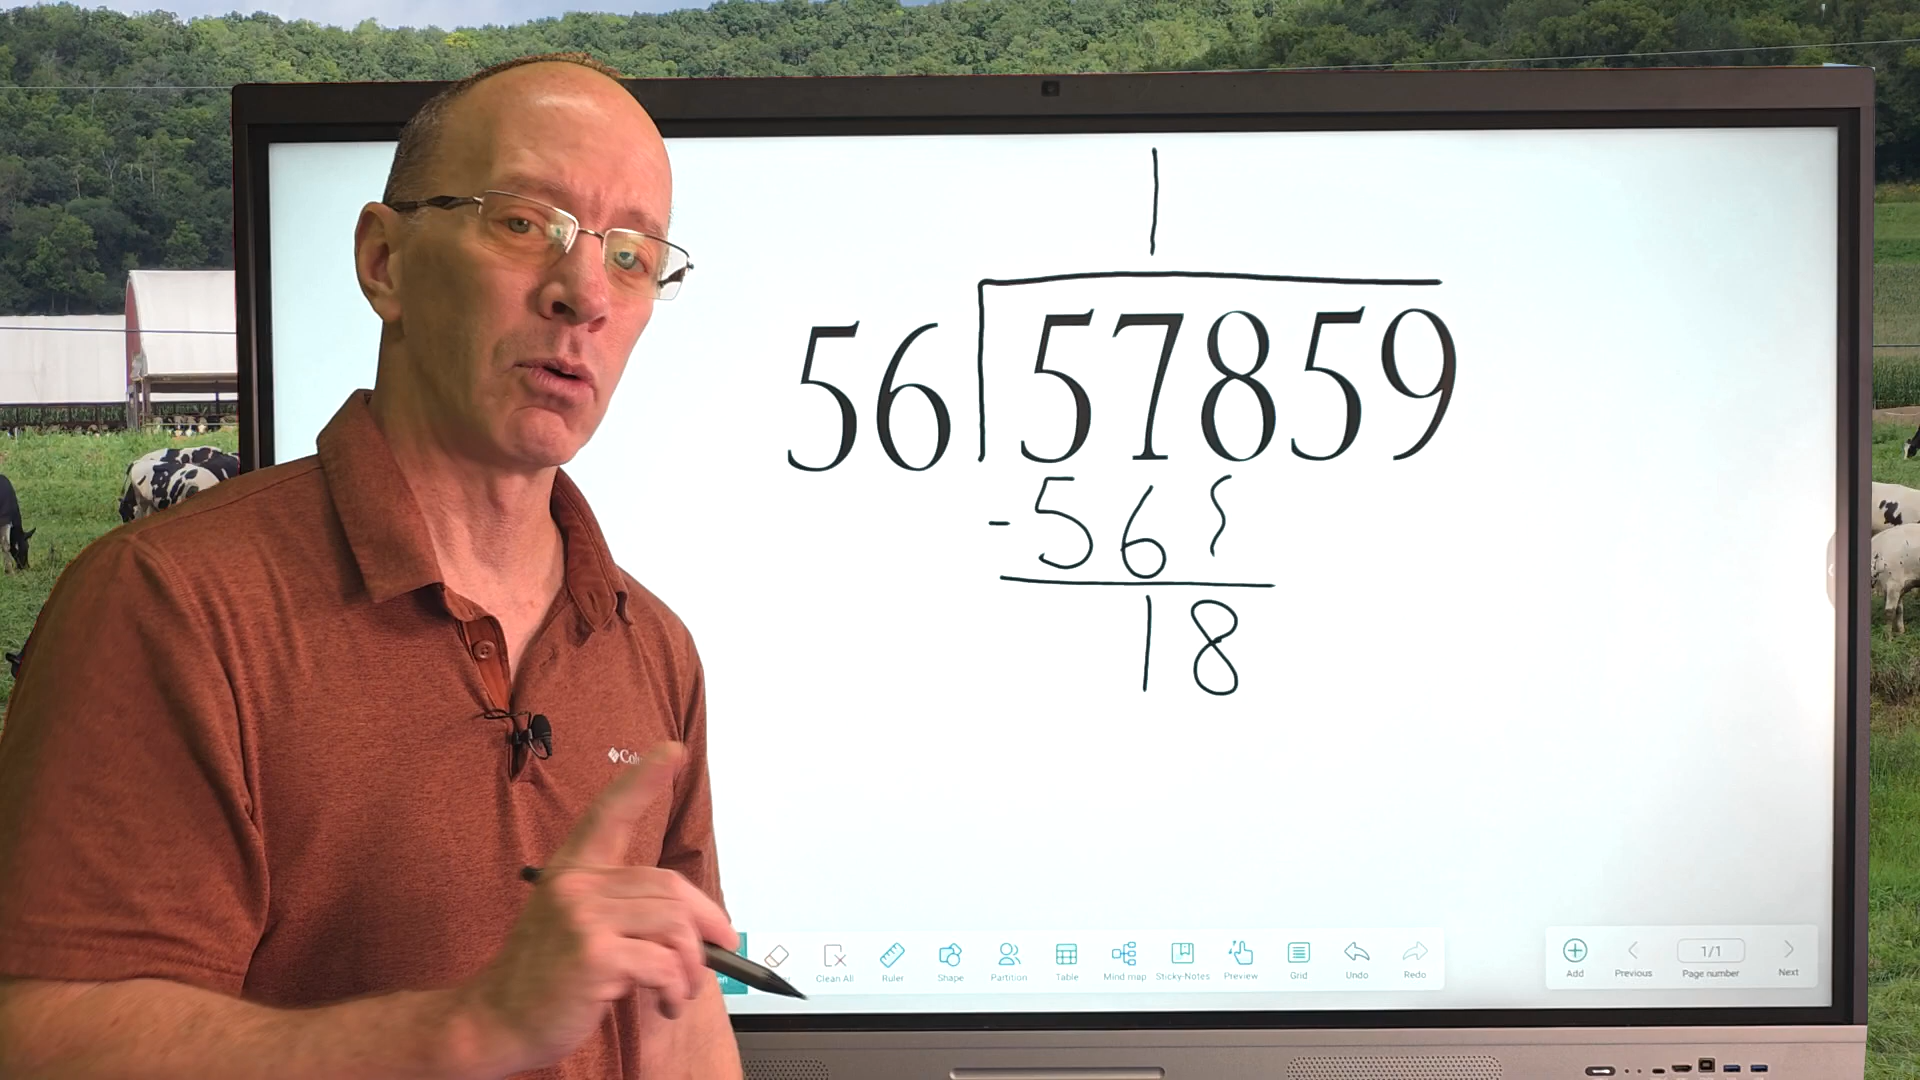 1
56 57859
-56
18
Col
Clean All
Ruler
Shape
Partition
Table
Mind map
Sticky-Notes
Preview
Grid
Undo
Redo
Add
Previous
1/1
Page number
Next